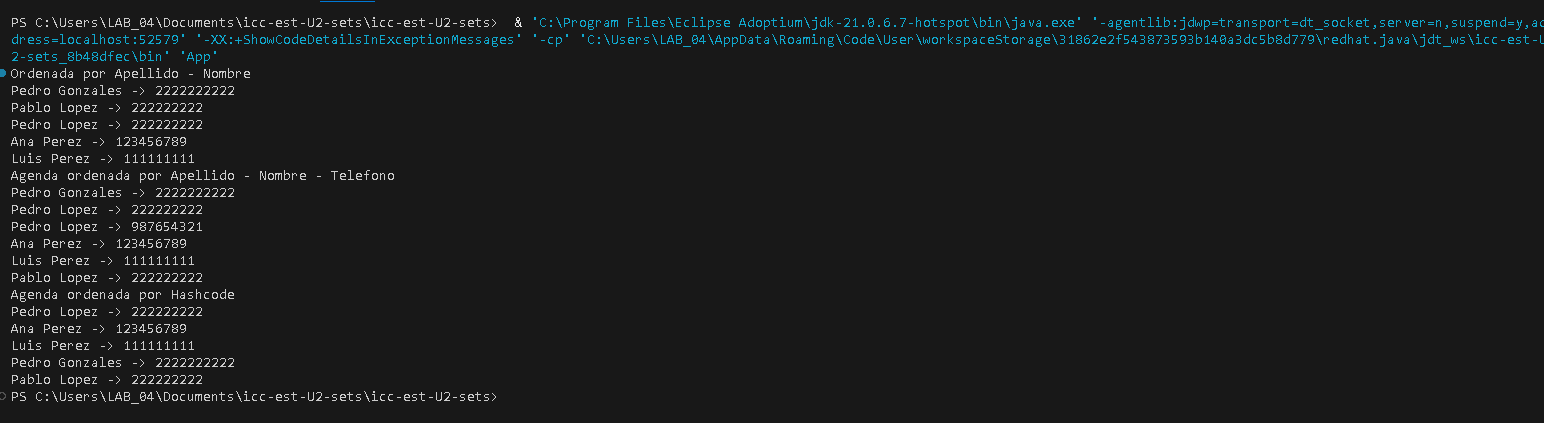 PS C:\Users\LAB_04\Documents\icc-est-U2-sets\icc-est-U2-sets>  & 'C:\Program Files\Eclipse Adoptium\jdk-21.0.6.7-hotspot\bin\java.exe' '-agentlib:jdwp=transport=dt_socket,server=n,suspend=y,ad
dress=localhost:52579' '-XX:+ShowCodeDetailsInExceptionMessages' '-cp' 'C:\Users\LAB_04\AppData\Roaming\Code\User\workspaceStorage\31862e2f543873593b140a3dc5b8d779\redhat.java\jdt_ws\icc-est-U
2-sets_8b48dfec\bin' 'App'
Ordenada por Apellido - Nombre
Pedro Gonzales -> 2222222222
Pablo Lopez -> 222222222
Pedro Lopez -> 222222222
Ana Perez -> 123456789
Luis Perez -> 111111111
Agenda ordenada por Apellido - Nombre - Telefono
Pedro Gonzales -> 2222222222
Pedro Lopez -> 222222222
Pedro Lopez -> 987654321
Ana Perez -> 123456789
Luis Perez -> 111111111
Pablo Lopez -> 222222222
Agenda ordenada por Hashcode
Pedro Lopez -> 222222222
Ana Perez -> 123456789
Luis Perez -> 111111111
Pedro Gonzales -> 2222222222
Pablo Lopez -> 222222222
PS C:\Users\LAB_04\Documents\icc-est-U2-sets\icc-est-U2-sets>